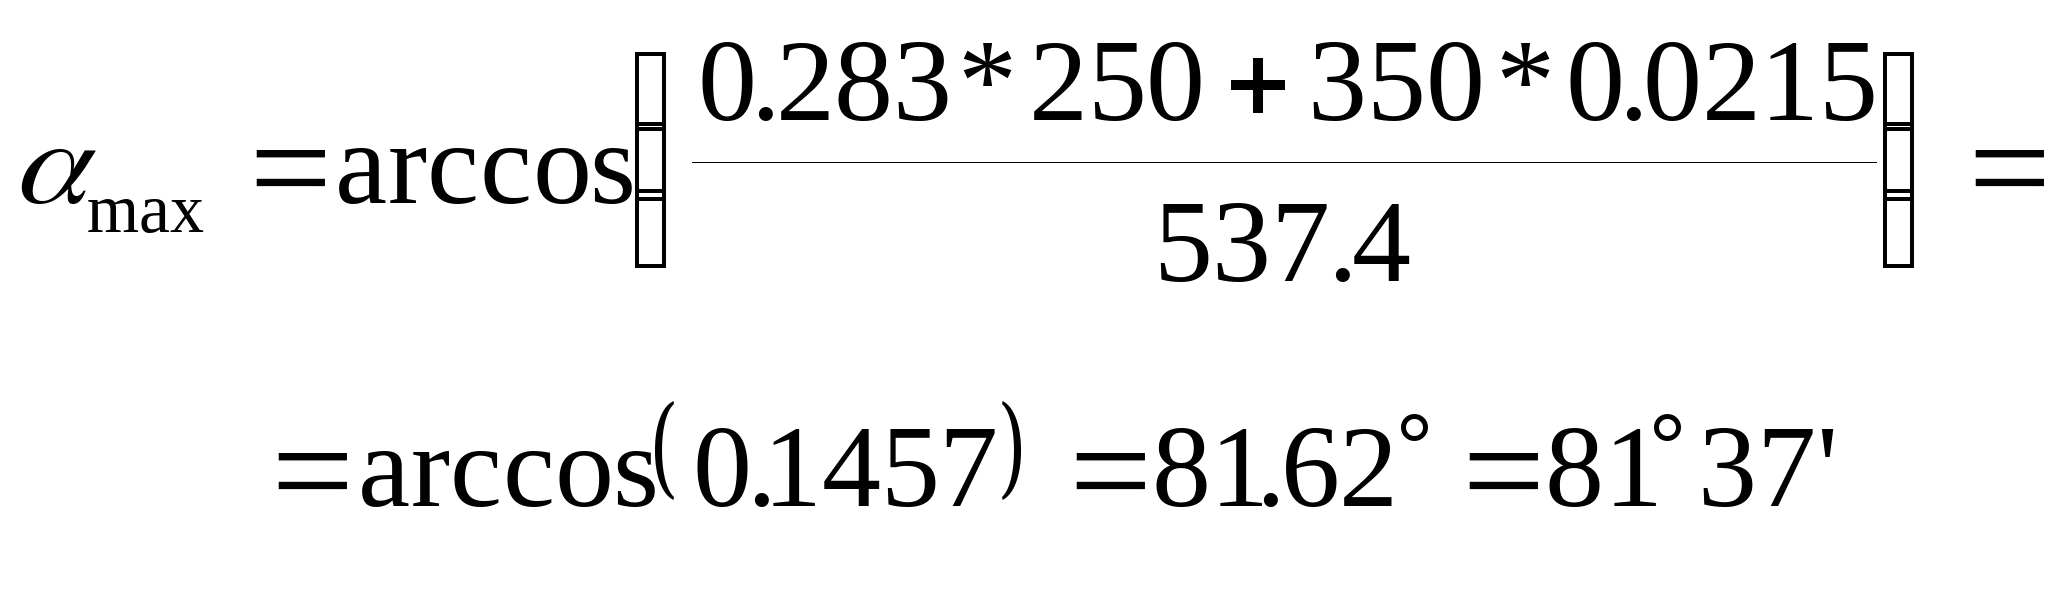 α_max = arccos( (0.283*250 + 350*0.0215) / 537.4 ) =
= arccos(0.1457) = 81.62° = 81°37'